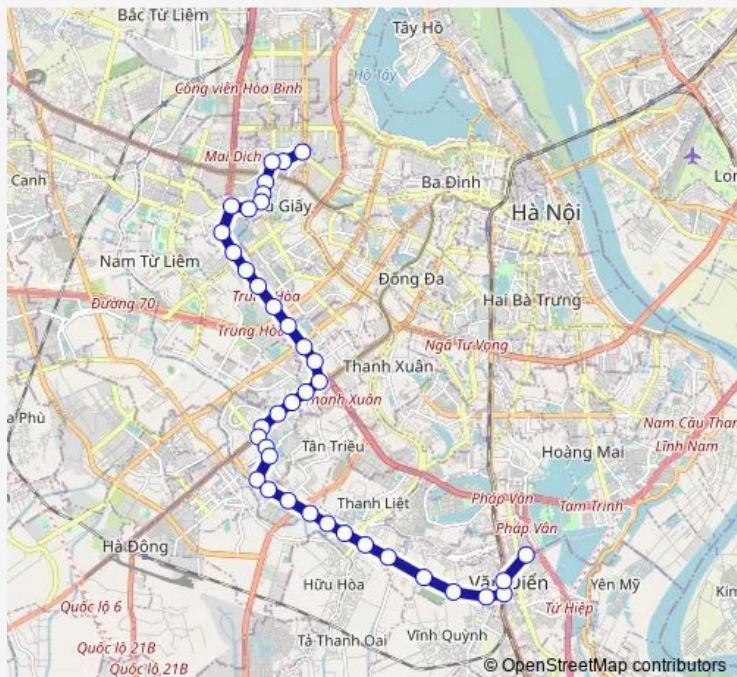 Bắc Từ Liêm
Tây Hồ
Công viên Hòa Bình
Hồ Tây
Mai Dịch
Canh
Ba Đình
Lon
Giấy
Hà Nội
Nam Từ Liêm
Đống Đa
Đường 70
Hai Bà Trưng
Trung Hòa
Trung Hòa
Ngã Tư Vọng
Thanh Xuân
a Phù
Thanh Xuân
Nam Cầu Than
Lĩnh Nam
Tân Triều
Hoàng Mai
Thanh Liệt
Pháp Vân
Tam Trinh
Pháp Vân
Hà Đông
Hữu Hòa
Văn Điển
Yên Mỹ
Kim
Quốc lộ 6
Từ Hiệp
Quốc lộ 21B
Tả Thanh Oai
Vĩnh Quỳnh
Quốc lộ 21B
© OpenStreetMap contributors